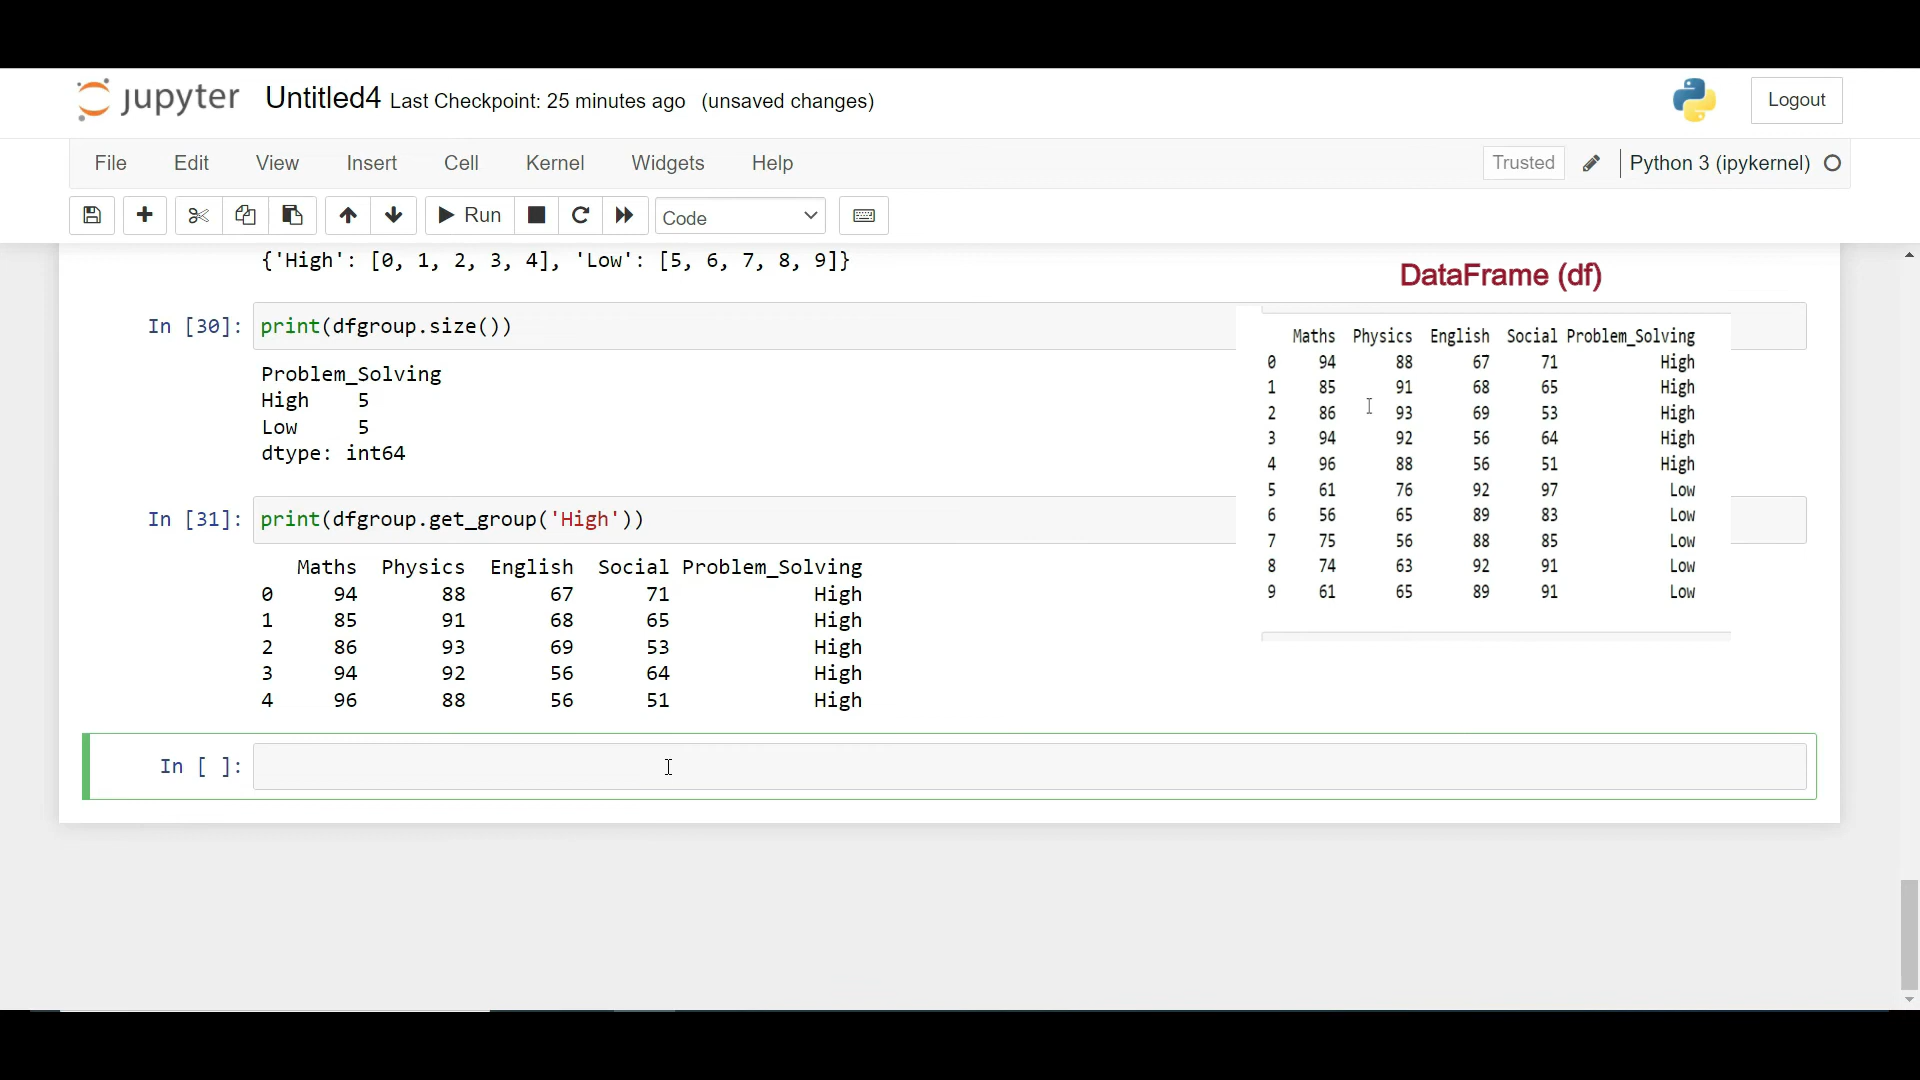 jupyter Untitled4 Last Checkpoint: 25 minutes ago (unsaved changes)
Logout
File Edit View Insert Cell Kernel Widgets Help
Trusted Python 3 (ipykernel)
Run Code
{'High': [0, 1, 2, 3, 4], 'Low': [5, 6, 7, 8, 9]}
In [30]: print(dfgroup.size())
Problem_Solving
High 5
Low 5
dtype: int64
In [31]: print(dfgroup.get_group('High'))
Maths Physics English Social Problem_Solving
0 94 88 67 71 High
1 85 91 68 65 High
2 86 93 69 53 High
3 94 92 56 64 High
4 96 88 56 51 High
In [ ]:
DataFrame (df)
Maths Physics English Social Problem_Solving
0 94 88 67 71 High
1 85 91 68 65 High
2 86 93 69 53 High
3 94 92 56 64 High
4 96 88 56 51 High
5 61 76 92 97 Low
6 56 65 89 83 Low
7 75 56 88 85 Low
8 74 63 92 91 Low
9 61 65 89 91 Low